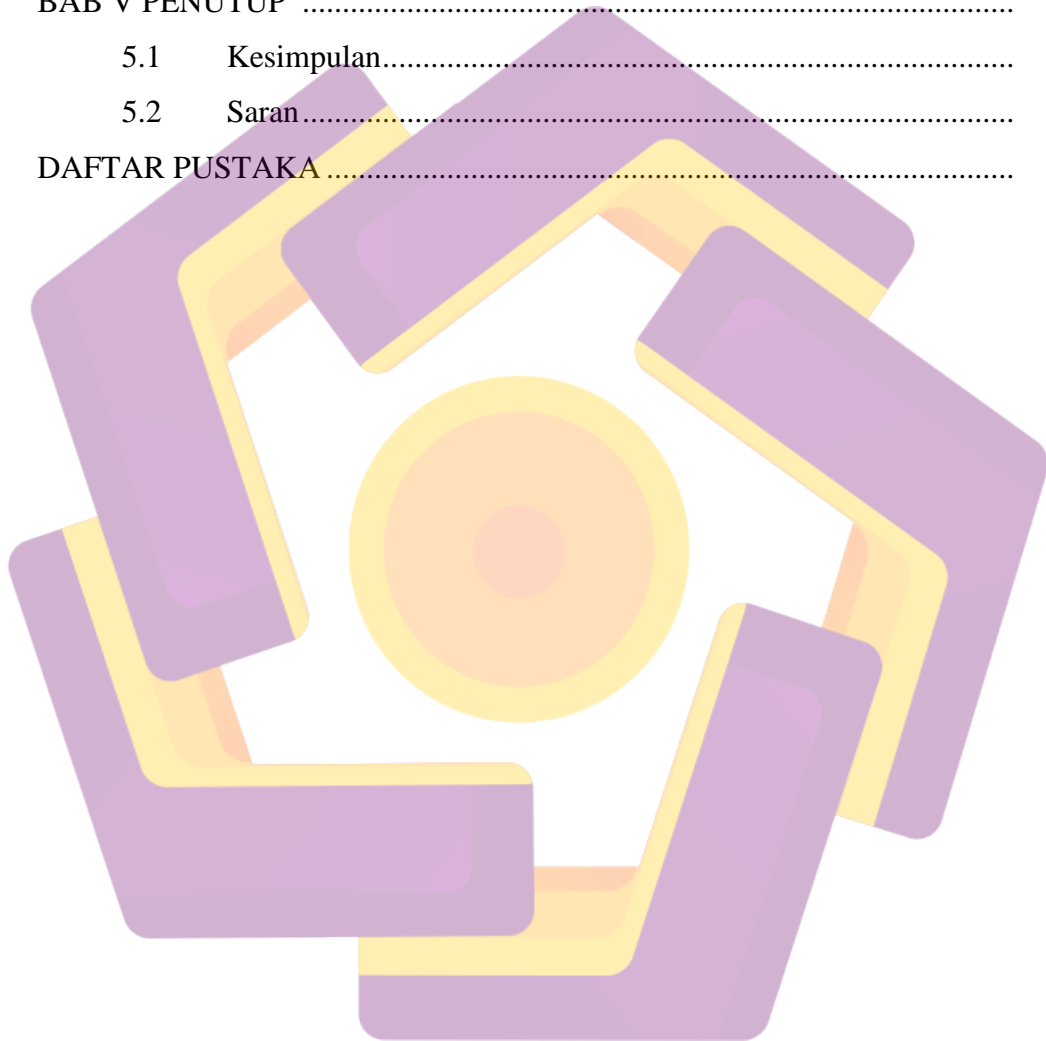 BAB V PENUTUP ........................................................................................
5.1 Kesimpulan..............................................................................
5.2 Saran........................................................................................
DAFTAR PUSTAKA .....................................................................................